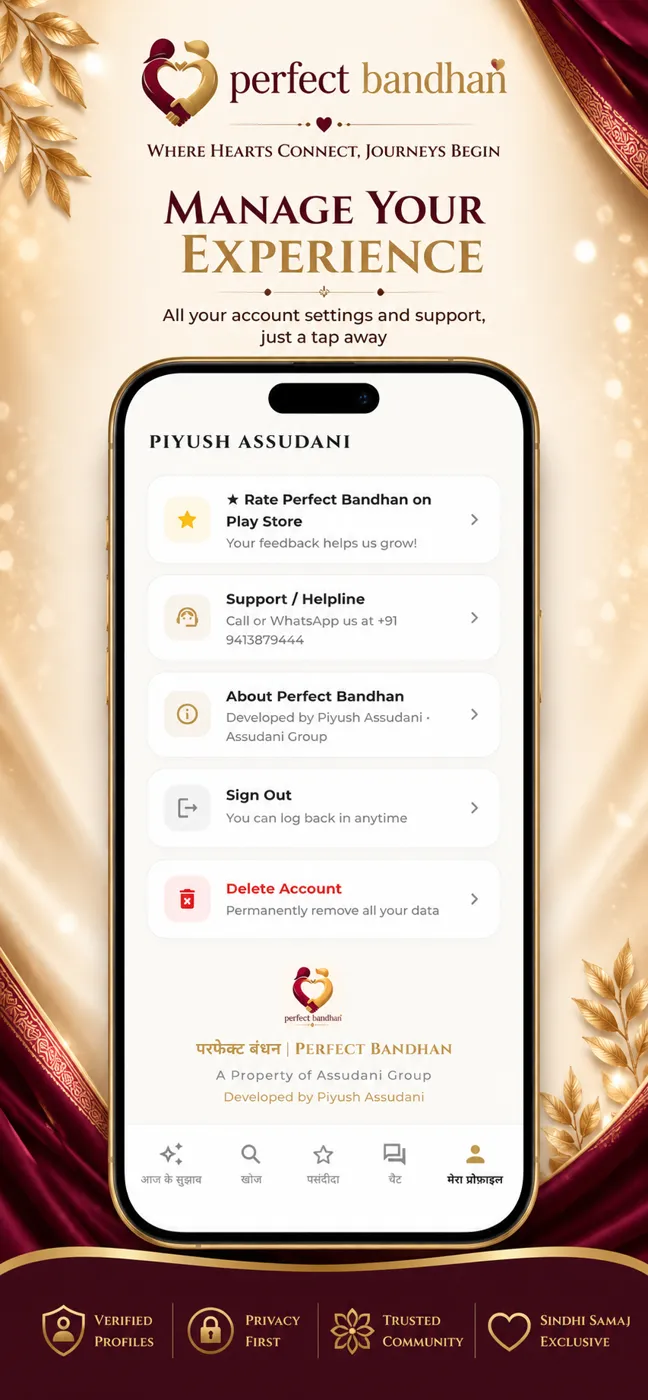 perfect bandhan
WHERE HEARTS CONNECT, JOURNEYS BEGIN
MANAGE YOUR
EXPERIENCE
All your account settings and support,
just a tap away
PIYUSH ASSUDANI
★ Rate Perfect Bandhan on
Play Store
Your feedback helps us grow!
Support / Helpline
Call or WhatsApp us at +91
9413879444
About Perfect Bandhan
Developed by Piyush Assudani •
Assudani Group
Sign Out
You can log back in anytime
Delete Account
Permanently remove all your data
perfect bandhan
परफेक्ट बंधन | PERFECT BANDHAN
A Property of Assudani Group
Developed by Piyush Assudani
आज के सुझाव खोज पसंदीदा चैट मेरा प्रोफ़ाइल
VERIFIED
PROFILES
PRIVACY
FIRST
TRUSTED
COMMUNITY
SINDHI SAMAJ
EXCLUSIVE